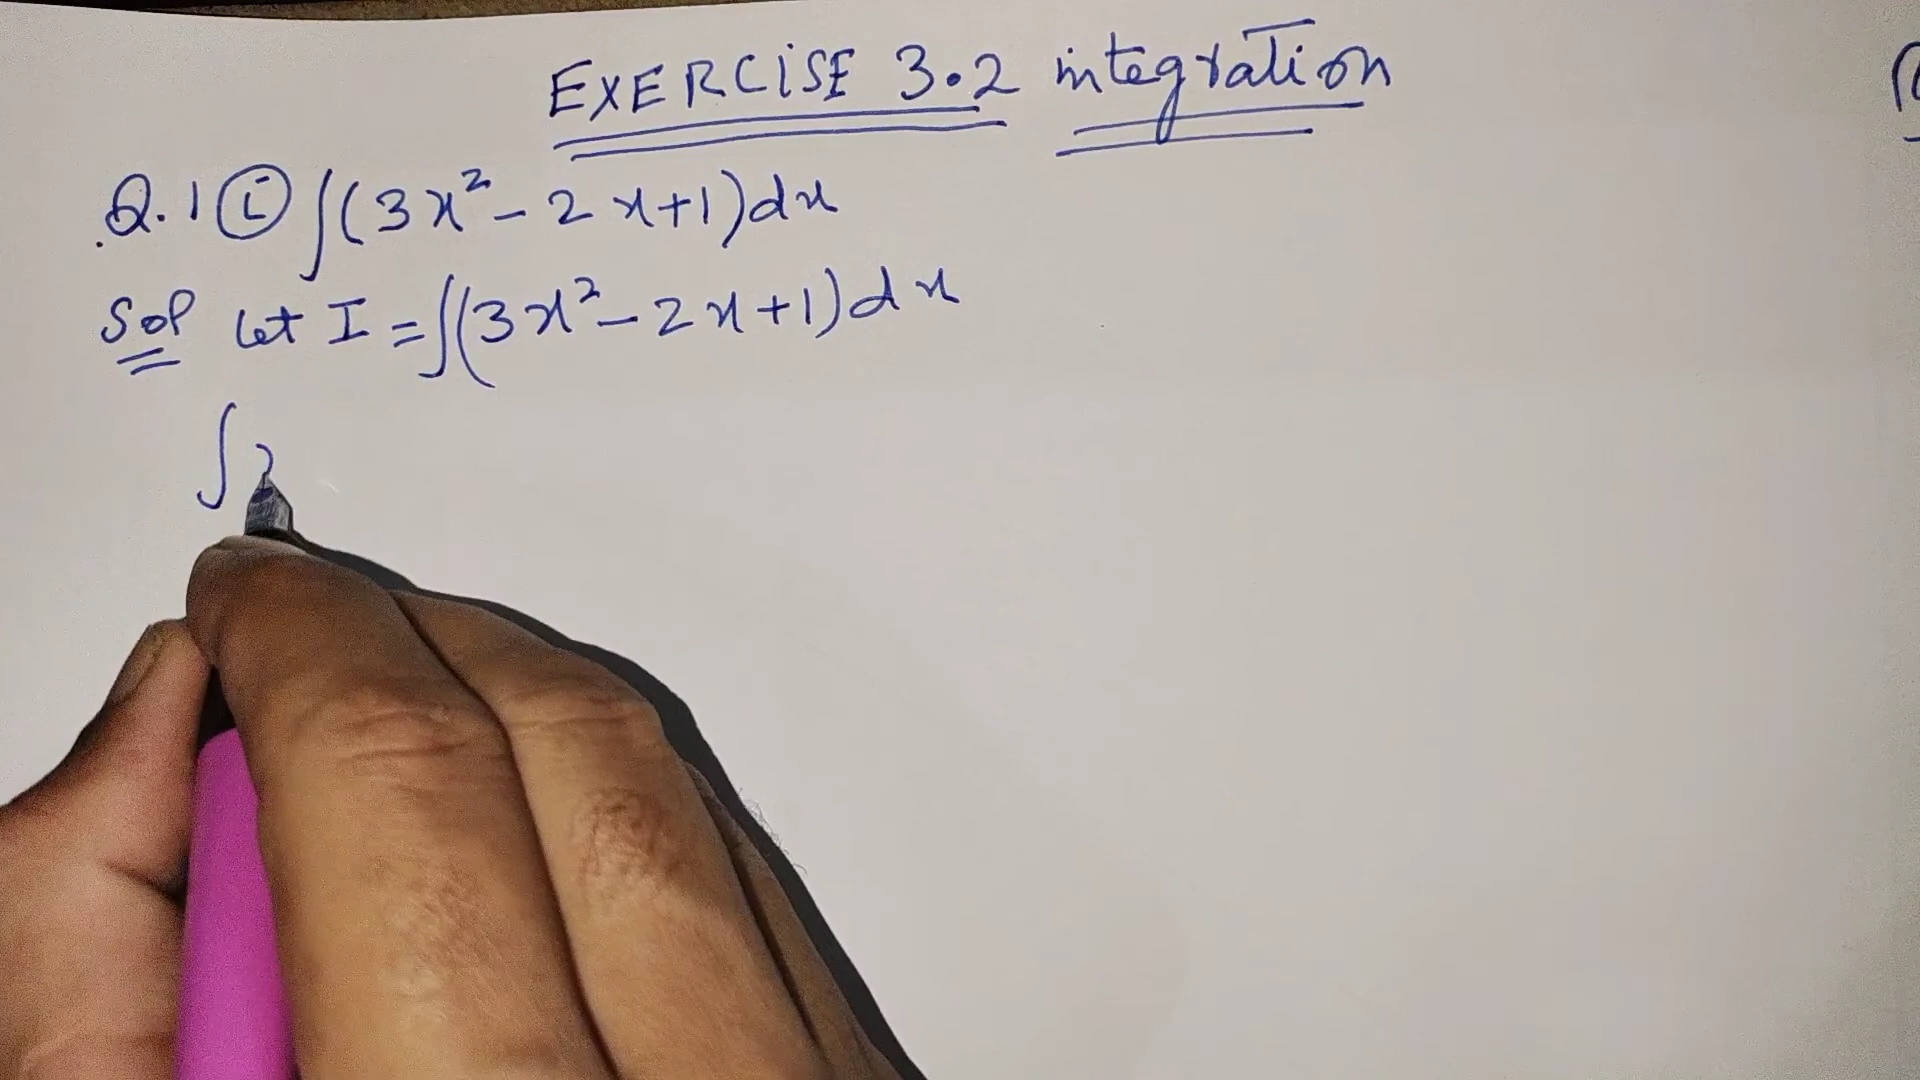 EXERCISE 3.2 integration
Q.1 (i) ∫(3x²-2x+1)dx
Sol let I = ∫(3x²-2x+1)dx
∫